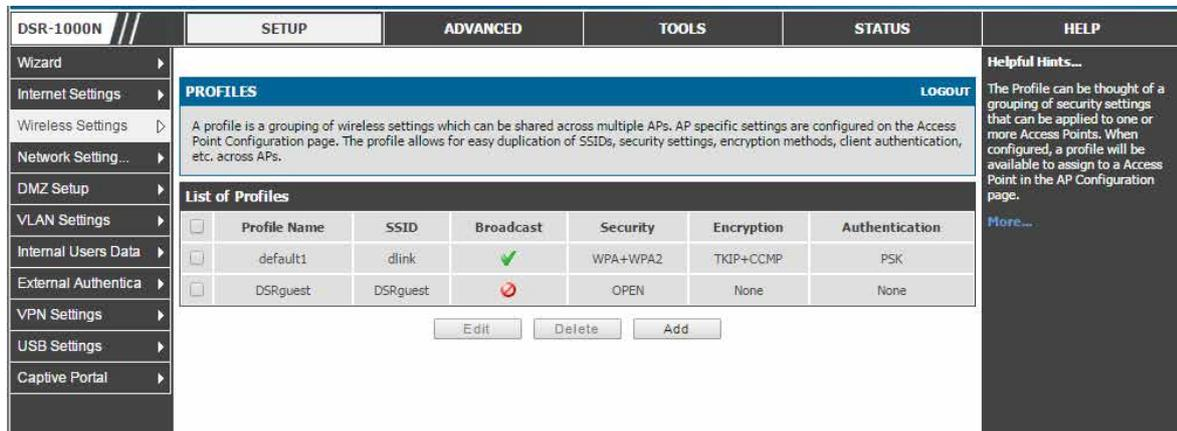 DSR-1000N
SETUP
ADVANCED
TOOLS
STATUS
HELP
Wizard
Internet Settings
Wireless Settings
Network Setting...
DMZ Setup
VLAN Settings
Internal Users Data
External Authentica
VPN Settings
USB Settings
Captive Portal
PROFILES
LOGOUT
A profile is a grouping of wireless settings which can be shared across multiple APs. AP specific settings are configured on the Access
Point Configuration page. The profile allows for easy duplication of SSIDs, security settings, encryption methods, client authentication,
etc. across APs.
List of Profiles
Profile Name SSID Broadcast Security Encryption Authentication
default1 dlink WPA+WPA2 TKIP+CCMP PSK
DSRguest DSRguest OPEN None None
Edit Delete Add
Helpful Hints...
The Profile can be thought of a
grouping of security settings
that can be applied to one or
more Access Points. When
configured, a profile will be
available to assign to a Access
Point in the AP Configuration
page.
More...